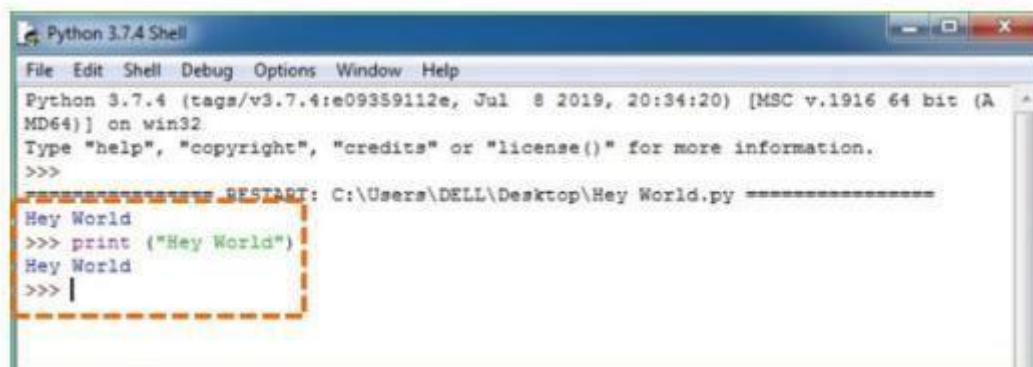 Python 3.7.4 Shell
File Edit Shell Debug Options Window Help
Python 3.7.4 (tags/v3.7.4:e09359112e, Jul  8 2019, 20:34:20) [MSC v.1916 64 bit (A
MD64)] on win32
Type "help", "copyright", "credits" or "license()" for more information.
>>>
================ RESTART: C:\Users\DELL\Desktop\Hey World.py ================
Hey World
>>> print ("Hey World")
Hey World
>>>